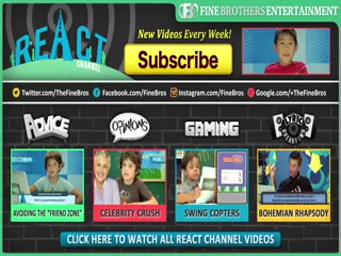 FB FINE BROTHERS ENTERTAINMENT
REACT
CHANNEL
New Videos Every Week!
Subscribe
Twitter.com/TheFineBros
Facebook.com/FineBros
Instagram.com/FineBros
Google.com/+TheFineBros
ADVICE
OPINIONS
GAMING
LYRIC
AVOIDING THE "FRIEND ZONE"
CELEBRITY CRUSH
SWING COPTERS
BOHEMIAN RHAPSODY
CLICK HERE TO WATCH ALL REACT CHANNEL VIDEOS